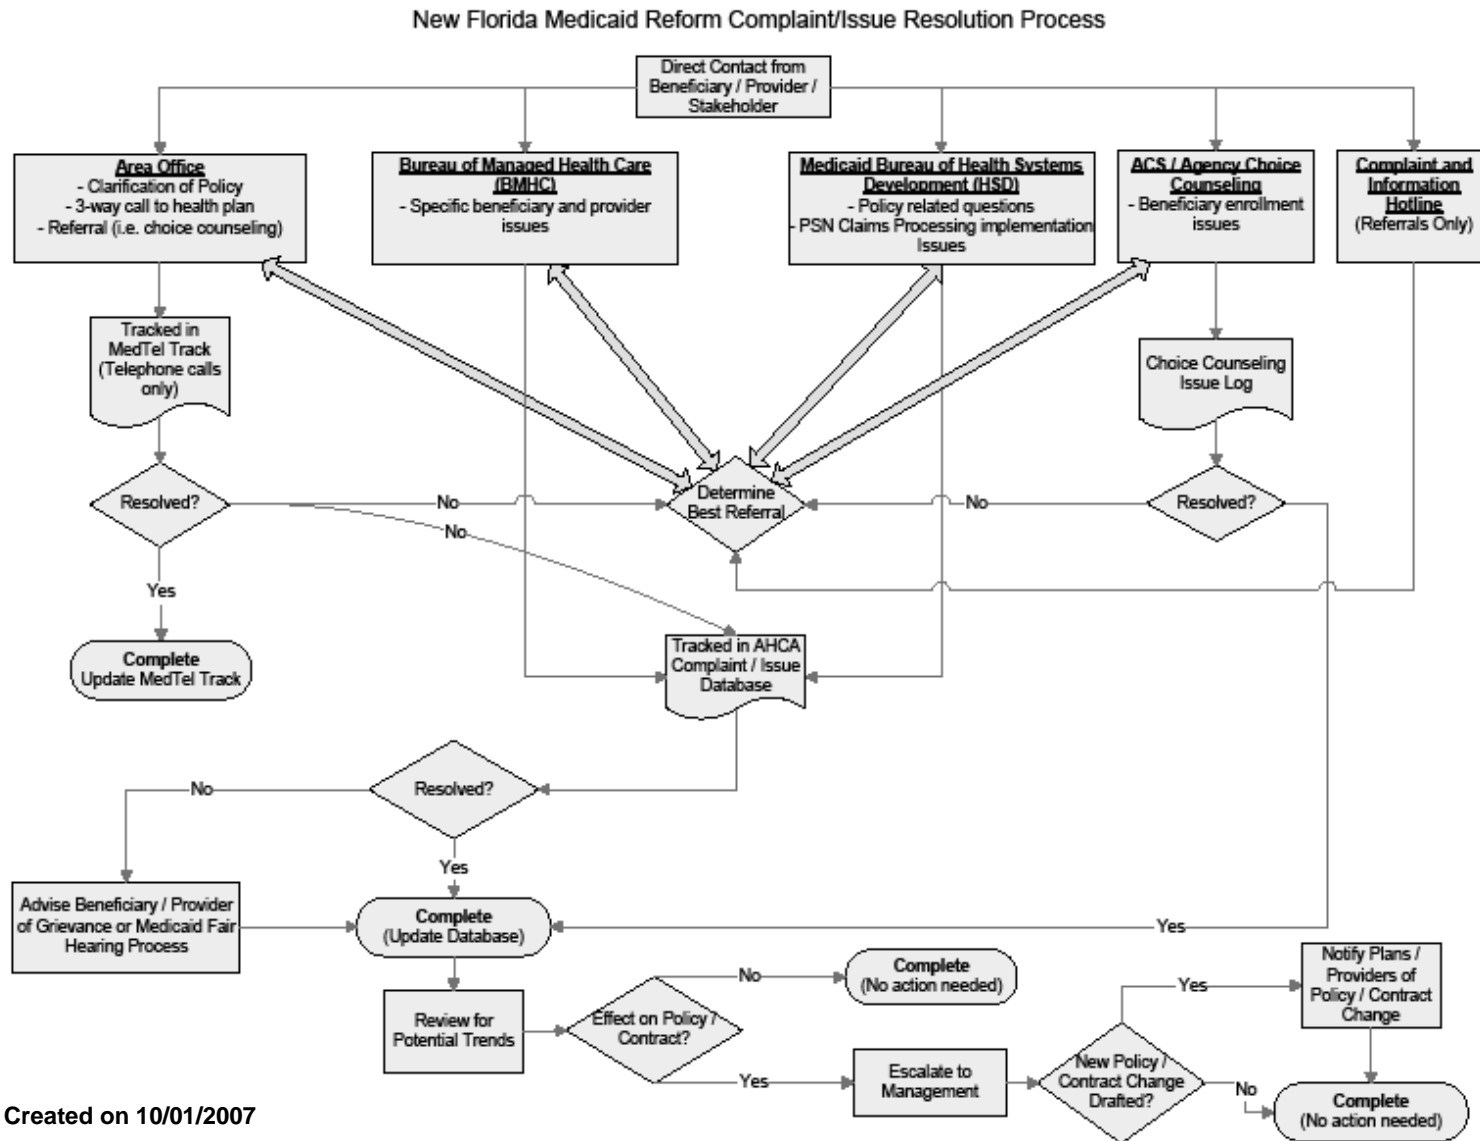 New Florida Medicaid Reform Complaint/Issue Resolution Process
Direct Contact from
Beneficiary / Provider /
Stakeholder
Area Office
- Clarification of Policy
- 3-way call to health plan
- Referral (i.e. choice counseling)
Bureau of Managed Health Care
(BMHC)
- Specific beneficiary and provider
issues
Medicaid Bureau of Health Systems
Development (HSD)
- Policy related questions
- PSN Claims Processing implementation
Issues
ACS / Agency Choice
Counseling
- Beneficiary enrollment
issues
Complaint and
Information
Hotline
(Referrals Only)
Tracked in
MedTel Track
(Telephone calls
only)
Choice Counseling
Issue Log
Resolved?
No
No
Determine
Best Referral
No
Resolved?
Yes
Complete
Update MedTel Track
Tracked in AHCA
Complaint / Issue
Database
No
Resolved?
Yes
Advise Beneficiary / Provider
of Grievance or Medicaid Fair
Hearing Process
Complete
(Update Database)
Yes
Review for
Potential Trends
Effect on Policy /
Contract?
No
Complete
(No action needed)
Yes
Escalate to
Management
New Policy /
Contract Change
Drafted?
Yes
Notify Plans /
Providers of
Policy / Contract
Change
No
Complete
(No action needed)
Created on 10/01/2007